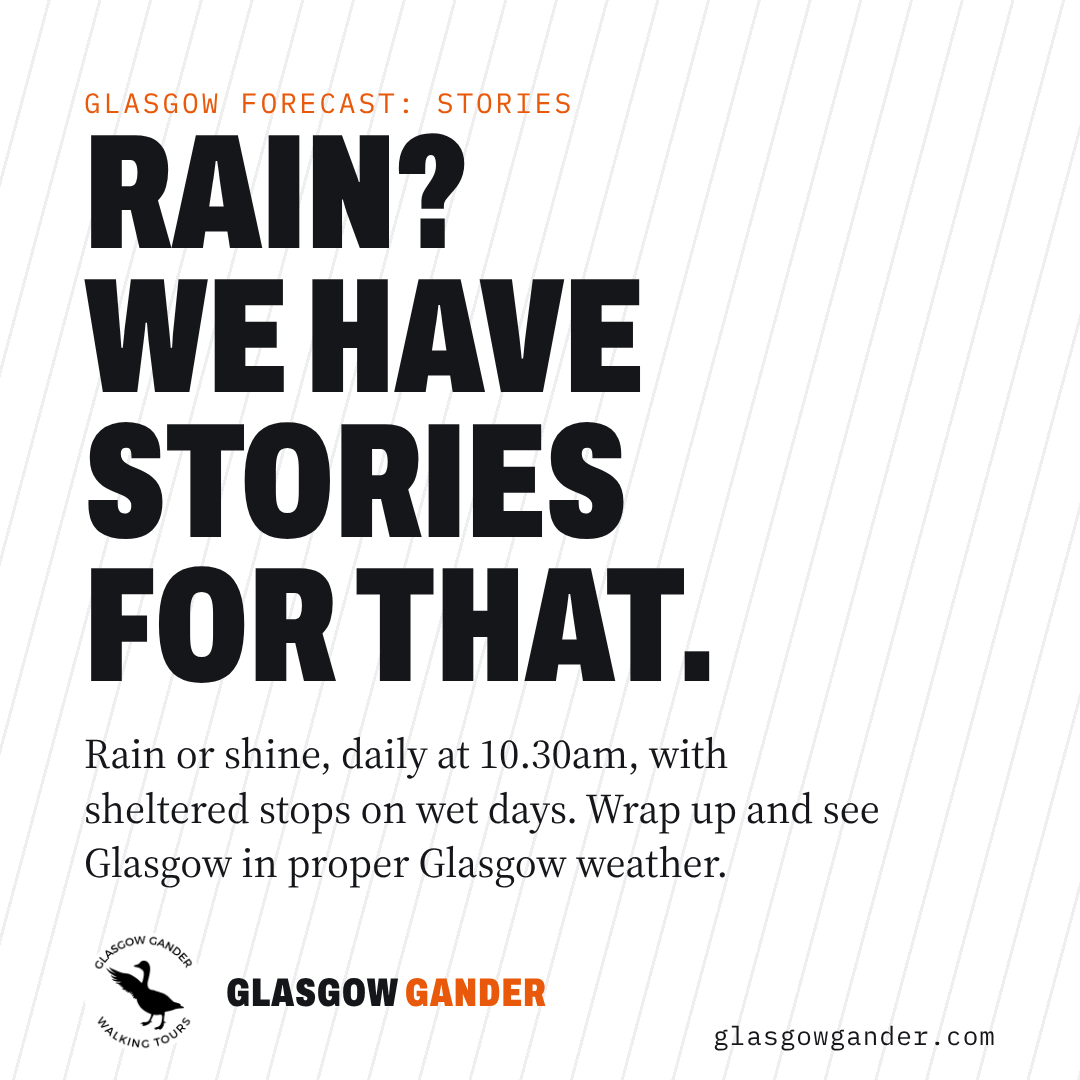 GLASGOW FORECAST: STORIES
RAIN?
WE HAVE
STORIES
FOR THAT.
Rain or shine, daily at 10.30am, with
sheltered stops on wet days. Wrap up and see
Glasgow in proper Glasgow weather.
GLASGOW GANDER
WALKING TOURS
GLASGOW GANDER
glasgowgander.com